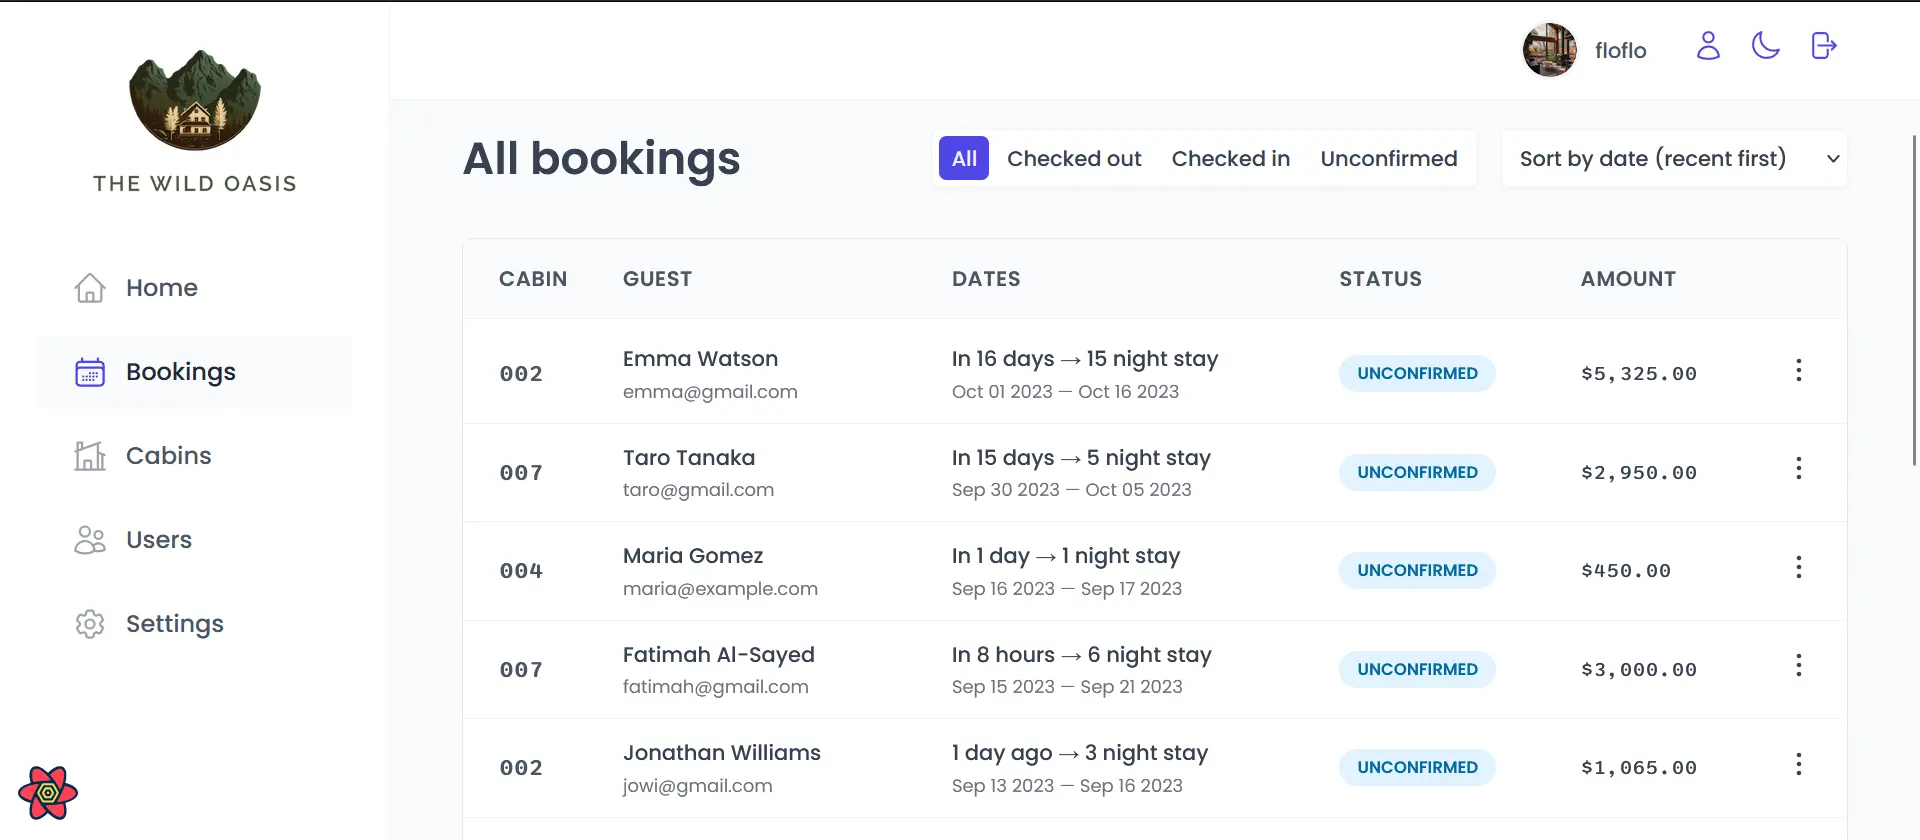 THE WILD OASIS
Home
Bookings
Cabins
Users
Settings
floflo
All bookings
All Checked out Checked in Unconfirmed
Sort by date (recent first)
CABIN GUEST DATES STATUS AMOUNT
002 Emma Watson In 16 days → 15 night stay UNCONFIRMED $5,325.00
emma@gmail.com Oct 01 2023 — Oct 16 2023
007 Taro Tanaka In 15 days → 5 night stay UNCONFIRMED $2,950.00
taro@gmail.com Sep 30 2023 — Oct 05 2023
004 Maria Gomez In 1 day → 1 night stay UNCONFIRMED $450.00
maria@example.com Sep 16 2023 — Sep 17 2023
007 Fatimah Al-Sayed In 8 hours → 6 night stay UNCONFIRMED $3,000.00
fatimah@gmail.com Sep 15 2023 — Sep 21 2023
002 Jonathan Williams 1 day ago → 3 night stay UNCONFIRMED $1,065.00
jowi@gmail.com Sep 13 2023 — Sep 16 2023